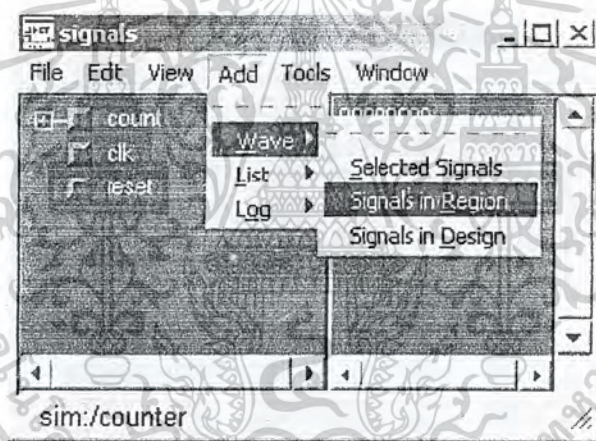 signals
File Edt View Add Tools Window
count
clk
reset
Wave
List
Log
Selected Signals
Signals in Region
Signals in Design
sim:/counter